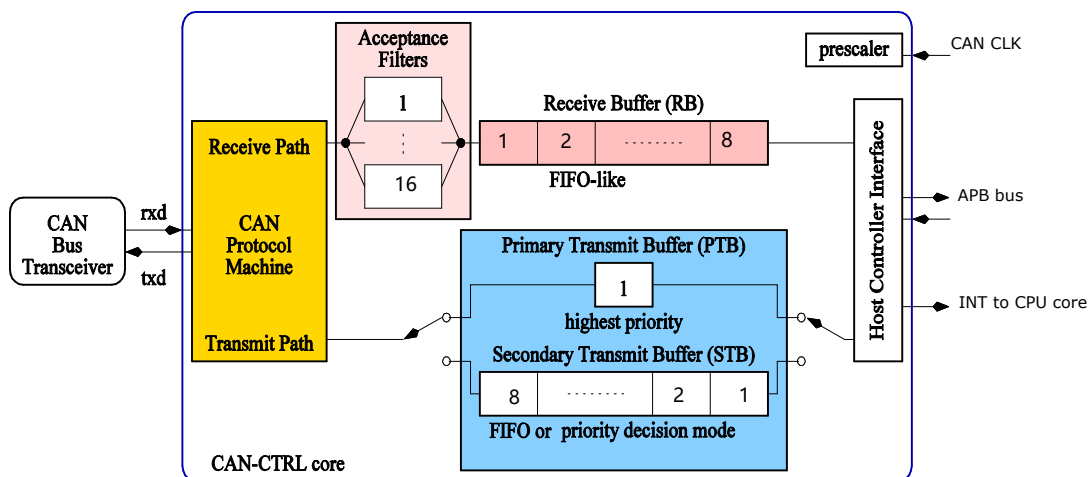 Acceptance
Filters
1
16
prescaler
CAN CLK
Receive Buffer (RB)
1 2 ........ 8
FIFO-like
Receive Path
CAN
Protocol
Machine
Transmit Path
CAN
Bus
Transceiver
rxd
txd
Primary Transmit Buffer (PTB)
1
highest priority
Secondary Transmit Buffer (STB)
8 ........ 2 1
FIFO or priority decision mode
Host Controller Interface
APB bus
INT to CPU core
CAN-CTRL core